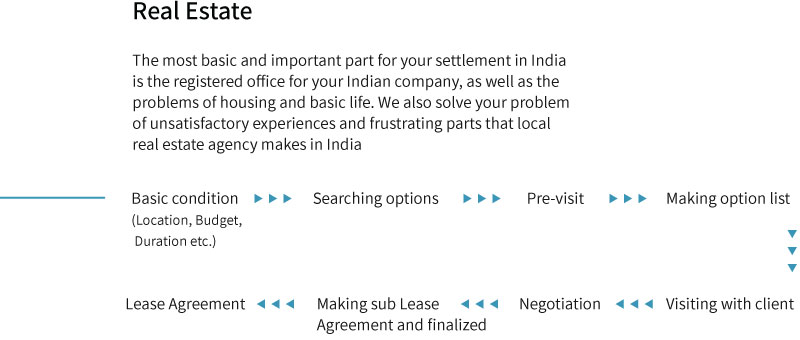 Real Estate
The most basic and important part for your settlement in India
is the registered office for your Indian company, as well as the
problems of housing and basic life. We also solve your problem
of unsatisfactory experiences and frustrating parts that local
real estate agency makes in India
Basic condition
(Location, Budget,
Duration etc.)
Searching options
Pre-visit
Making option list
Visiting with client
Negotiation
Making sub Lease
Agreement and finalized
Lease Agreement